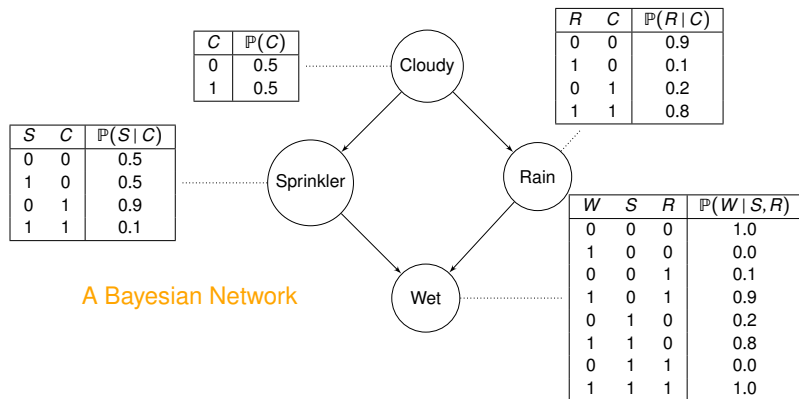 C P(C)
0 0.5
1 0.5
Cloudy
R C P(R | C)
0 0 0.9
1 0 0.1
0 1 0.2
1 1 0.8
S C P(S | C)
0 0 0.5
1 0 0.5
0 1 0.9
1 1 0.1
Sprinkler
Rain
W S R P(W | S, R)
0 0 0 1.0
1 0 0 0.0
0 0 1 0.1
1 0 1 0.9
0 1 0 0.2
1 1 0 0.8
0 1 1 0.0
1 1 1 1.0
A Bayesian Network
Wet